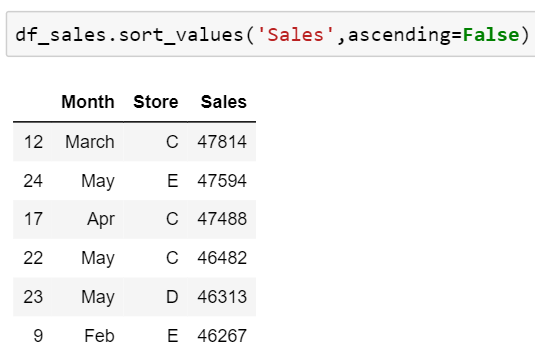 df_sales.sort_values('Sales',ascending=False)
Month Store Sales
12 March C 47814
24 May E 47594
17 Apr C 47488
22 May C 46482
23 May D 46313
9 Feb E 46267